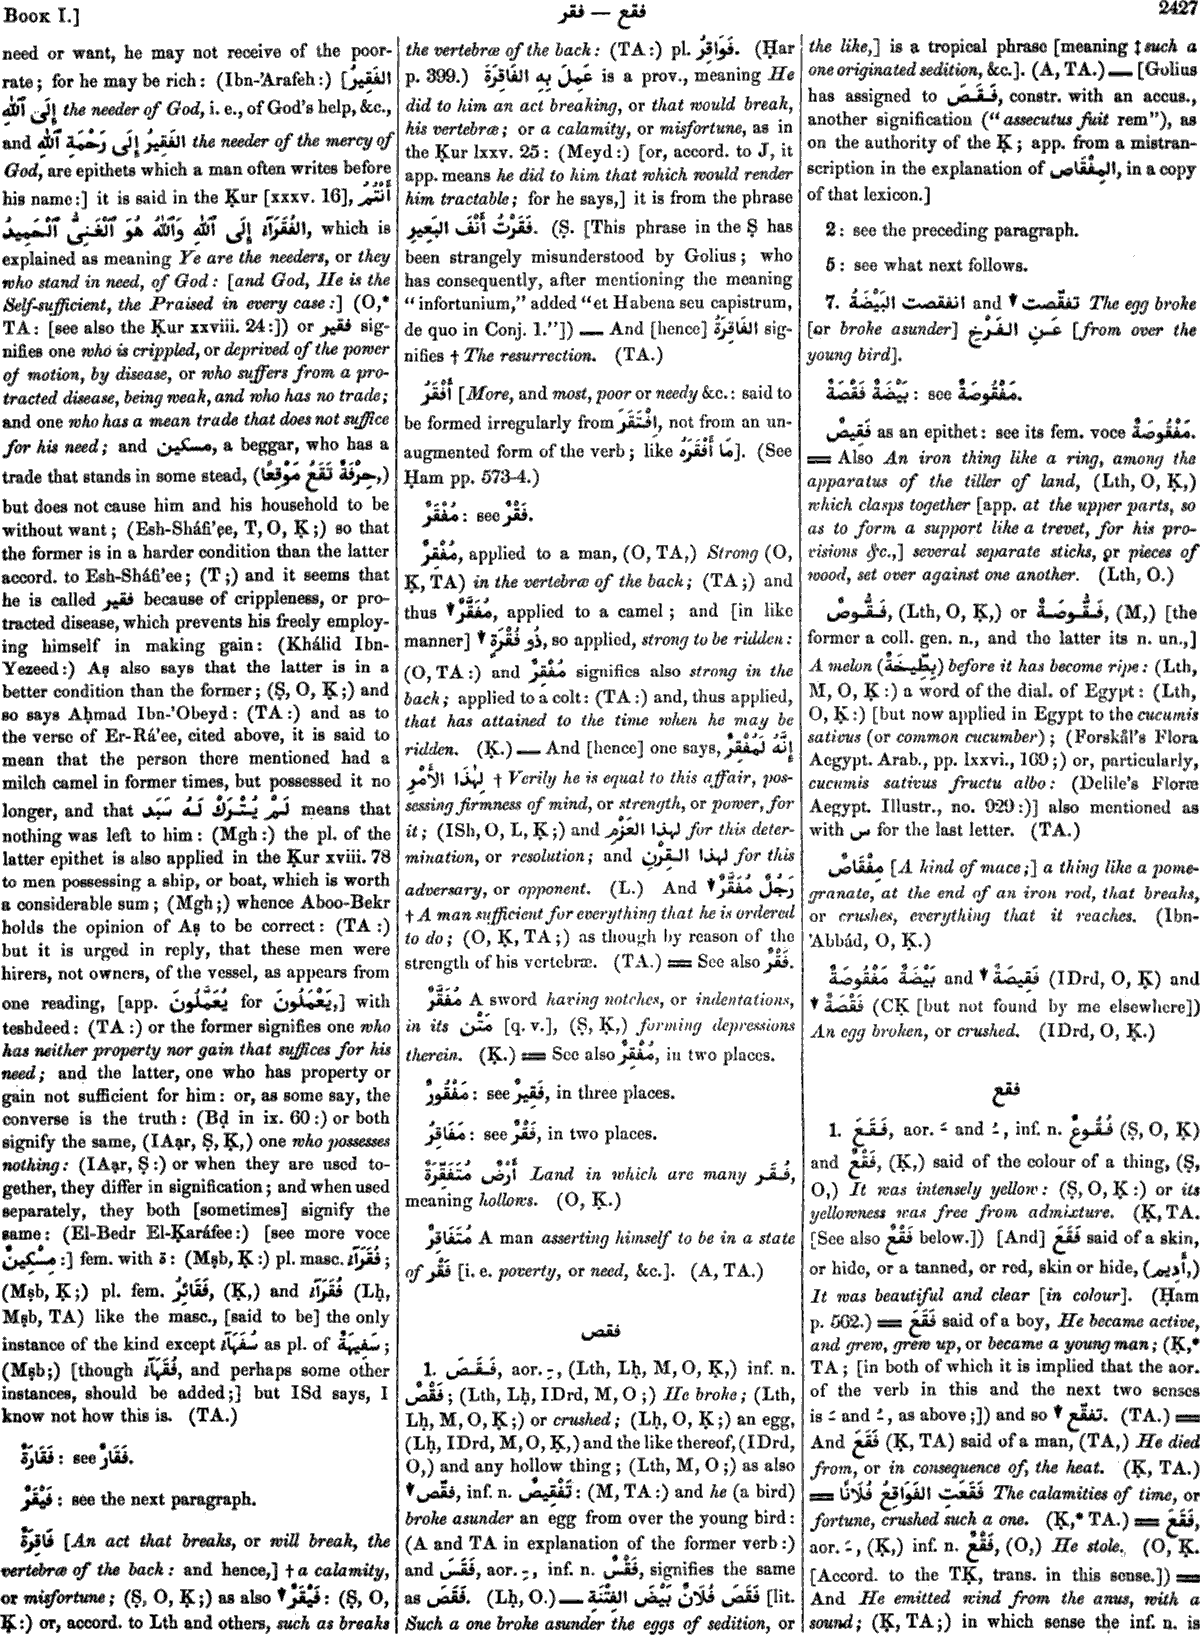 Book I.]
فقع — فقر
2427
need or want, he may not receive of the poor-
rate; for he may be rich: (Ibn-'Arafeh:) [الفَقِيرُ
إِلَى ٱللّٰهِ the needer of God, i. e., of God's help, &c.,
and الفَقِيرُ إِلَى رَحْمَةِ ٱللّٰهِ the needer of the mercy of
God, are epithets which a man often writes before
his name:] it is said in the Ḳur [xxxv. 16], أَنْتُمُ
الفُقَرَآءُ إِلَى ٱللّٰهِ وَٱللّٰهُ هُوَ ٱلْغَنِىُّ ٱلْحَمِيدُ, which is
explained as meaning Ye are the needers, or they
who stand in need, of God: [and God, He is the
Self-sufficient, the Praised in every case:] (O,*
TA: [see also the Ḳur xxviii. 24:]) or فقير sig-
nifies one who is crippled, or deprived of the power
of motion, by disease, or who suffers from a pro-
tracted disease, being weak, and who has no trade;
and one who has a mean trade that does not suffice
for his need; and مسكين, a beggar, who has a
trade that stands in some stead, (حِرْفَةٌ تَقَعُ مَوْقِعًا,)
but does not cause him and his household to be
without want; (Esh-Sháfi'ee, T, O, Ḳ;) so that
the former is in a harder condition than the latter
accord. to Esh-Sháfi'ee; (T;) and it seems that
he is called فقير because of crippleness, or pro-
tracted disease, which prevents his freely employ-
ing himself in making gain: (Khálid Ibn-
Yezeed:) Aṣ also says that the latter is in a
better condition than the former; (Ṣ, O, Ḳ;) and
so says Aḥmad Ibn-'Obeyd: (TA:) and as to
the verse of Er-Rá'ee, cited above, it is said to
mean that the person there mentioned had a
milch camel in former times, but possessed it no
longer, and that لَمْ يُتْرَكْ لَهُ سَبَد means that
nothing was left to him: (Mgh:) the pl. of the
latter epithet is also applied in the Ḳur xviii. 78
to men possessing a ship, or boat, which is worth
a considerable sum; (Mgh;) whence Aboo-Bekr
holds the opinion of Aṣ to be correct: (TA:)
but it is urged in reply, that these men were
hirers, not owners, of the vessel, as appears from
one reading, [app. يُعَمَّلُونَ for يَعْمَلُونَ,] with
teshdeed: (TA:) or the former signifies one who
has neither property nor gain that suffices for his
need; and the latter, one who has property or
gain not sufficient for him: or, as some say, the
converse is the truth: (Bḍ in ix. 60:) or both
signify the same, (IAạr, Ṣ, Ḳ,) one who possesses
nothing: (IAạr, Ṣ:) or when they are used to-
gether, they differ in signification; and when used
separately, they both [sometimes] signify the
same: (El-Bedr El-Ḳaráfee:) [see more voce
مِسْكِينٌ:] fem. with ة: (Mṣb, Ḳ:) pl. masc. فُقَرَآءُ;
(Mṣb, Ḳ;) pl. fem. فَقَائِرُ, (Ḳ,) and فُقَرَآءُ (Lḥ,
Mṣb, TA) like the masc., [said to be] the only
instance of the kind except سُفَهَآءُ as pl. of سَفِيهَةٌ;
(Mṣb;) [though فُقَهَآءُ, and perhaps some other
instances, should be added;] but ISd says, I
know not how this is. (TA.)
فَقَارَةٌ: see فَقَارٌ.
فَيْقَرٌ: see the next paragraph.
فَاقِرَةٌ [An act that breaks, or will break, the
vertebræ of the back: and hence,] † a calamity,
or misfortune; (Ṣ, O, Ḳ;) as also ▼ فَيْقَرٌ: (Ṣ, O,
Ḳ:) or, accord. to Lth and others, such as breaks
the vertebræ of the back: (TA:) pl. فَوَاقِرُ. (Ḥar
p. 399.) عَمِلَ بِهِ الفَاقِرَةَ is a prov., meaning He
did to him an act breaking, or that would break,
his vertebræ; or a calamity, or misfortune, as in
the Ḳur lxxv. 25: (Meyd:) [or, accord. to J, it
app. means he did to him that which would render
him tractable; for he says,] it is from the phrase
فَقَرْتُ أَنْفَ البَعِيرِ. (Ṣ. [This phrase in the Ṣ has
been strangely misunderstood by Golius; who
has consequently, after mentioning the meaning
“infortunium,” added “et Habena seu capistrum,
de quo in Conj. 1.”]) — And [hence] الفَاقِرَةُ sig-
nifies † The resurrection. (TA.)
أَفْقَرُ [More, and most, poor or needy &c.: said to
be formed irregularly from اِفْتَقَرَ, not from an un-
augmented form of the verb; like مَا أَفْقَرَهُ]. (See
Ḥam pp. 573-4.)
مُفْقَرٌ: see فَقْرٌ.
مُفْقِرٌ, applied to a man, (O, TA,) Strong (O,
Ḳ, TA) in the vertebræ of the back; (TA;) and
thus ▼ مُفَقَّرٌ, applied to a camel; and [in like
manner] ▼ ذُو فُقْرَةٍ, so applied, strong to be ridden:
(O, TA:) and مُفْقِرٌ signifies also strong in the
back; applied to a colt: (TA:) and, thus applied,
that has attained to the time when he may be
ridden. (Ḳ.) — And [hence] one says, إِنَّهُ لَمُفْقِرٌ
لِهٰذَا الأَمْرِ † Verily he is equal to this affair, pos-
sessing firmness of mind, or strength, or power, for
it; (ISh, O, L, Ḳ;) and لهذا العَزْمِ for this deter-
mination, or resolution; and لهذا القِرْنِ for this
adversary, or opponent. (L.) And رَجُلٌ مُفَقَّرٌ ▼
† A man sufficient for everything that he is ordered
to do; (O, Ḳ, TA;) as though by reason of the
strength of his vertebræ. (TA.) = See also فَقْرٌ.
مُفَقَّرٌ A sword having notches, or indentations,
in its مَتْن [q. v.], (Ṣ, Ḳ,) forming depressions
therein. (Ḳ.) = See also مُفْقِرٌ, in two places.
مَفْقُورٌ: see فَقِيرٌ, in three places.
مَفَاقِرُ: see فَقْرٌ, in two places.
أَرْضٌ مُتَفَقِّرَةٌ Land in which are many فُقَر,
meaning hollows. (O, Ḳ.)
مُتَفَاقِرٌ A man asserting himself to be in a state
of فَقْر [i. e. poverty, or need, &c.]. (A, TA.)
فقص
1. فَقَصَ, aor. ـِ, (Lth, Lḥ, M, O, Ḳ,) inf. n.
فَقْصٌ; (Lth, Lḥ, IDrd, M, O;) He broke; (Lth,
Lḥ, M, O, Ḳ;) or crushed; (Lḥ, O, Ḳ;) an egg,
(Lḥ, IDrd, M, O, Ḳ,) and the like thereof, (IDrd,
O,) and any hollow thing; (Lth, M, O;) as also
▼ فقّص, inf. n. تَفْقِيصٌ: (M, TA:) and he (a bird)
broke asunder an egg from over the young bird:
(A and TA in explanation of the former verb:)
and فَقَسَ, aor. ـِ, inf. n. فَقْسٌ, signifies the same
as فَقَصَ. (Lḥ, O.) — فَقَصَ فُلَانٌ بَيْضَ الفِتْنَةِ [lit.
Such a one broke asunder the eggs of sedition, or
the like,] is a tropical phrase [meaning ‡ such a
one originated sedition, &c.]. (A, TA.) — [Golius
has assigned to فَقَصَ, constr. with an accus.,
another signification (“assecutus fuit rem”), as
on the authority of the Ḳ; app. from a mistran-
scription in the explanation of المِفْقَاص, in a copy
of that lexicon.]
2: see the preceding paragraph.
5: see what next follows.
7. انفقصت البَيْضَةُ and ▼ تفقّصت The egg broke
[or broke asunder] عَنِ الفَرْخِ [from over the
young bird].
بَيْضَةٌ فَقْصَةٌ: see مَفْقُوصَةٌ.
فَقِيصٌ as an epithet: see its fem. voce مَفْقُوصَةٌ.
= Also An iron thing like a ring, among the
apparatus of the tiller of land, (Lth, O, Ḳ,)
which clasps together [app. at the upper parts, so
as to form a support like a trevet, for his pro-
visions &c.,] several separate sticks, or pieces of
wood, set over against one another. (Lth, O.)
فَقُّوصٌ, (Lth, O, Ḳ,) or فَقُّوصَةٌ, (M,) [the
former a coll. gen. n., and the latter its n. un.,]
A melon (بِطِّيخَةٌ) before it has become ripe: (Lth,
M, O, Ḳ:) a word of the dial. of Egypt: (Lth,
O, Ḳ:) [but now applied in Egypt to the cucumis
sativus (or common cucumber); (Forskål's Flora
Aegypt. Arab., pp. lxxvi., 169;) or, particularly,
cucumis sativus fructu albo: (Delile's Floræ
Aegypt. Illustr., no. 929:)] also mentioned as
with س for the last letter. (TA.)
مِفْقَاصٌ [A kind of mace;] a thing like a pome-
granate, at the end of an iron rod, that breaks,
or crushes, everything that it reaches. (Ibn-
'Abbád, O, Ḳ.)
بَيْضَةٌ مَفْقُوصَةٌ and ▼ فَقِيصَةٌ (IDrd, O, Ḳ) and
▼ فَقْصَةٌ (CḲ [but not found by me elsewhere])
An egg broken, or crushed. (IDrd, O, Ḳ.)
فقع
1. فَقَعَ, aor. ـَ and ـُ, inf. n. فُقُوعٌ (Ṣ, O, Ḳ)
and فَقْعٌ, (Ḳ,) said of the colour of a thing, (Ṣ,
O,) It was intensely yellow: (Ṣ, O, Ḳ:) or its
yellowness was free from admixture. (Ḳ, TA.
[See also فَقْعٌ below.]) [And] فَقَعَ said of a skin,
or hide, or a tanned, or red, skin or hide, (أَدِيم,)
It was beautiful and clear [in colour]. (Ḥam
p. 562.) = فَقَعَ said of a boy, He became active,
and grew, grew up, or became a young man; (Ḳ,*
TA; [in both of which it is implied that the aor.
of the verb in this and the next two senses
is ـَ and ـُ, as above;]) and so ▼ تفقّع. (TA.) =
And فَقَعَ (Ḳ, TA) said of a man, (TA,) He died
from, or in consequence of, the heat. (Ḳ, TA.)
= فَقَعَتِ الفَوَاقِعُ فُلَانًا The calamities of time, or
fortune, crushed such a one. (Ḳ,* TA.) = فَقَعَ,
aor. ـَ, (Ḳ,) inf. n. فَقْعٌ, (O,) He stole. (O, Ḳ.
[Accord. to the TḲ, trans. in this sense.]) =
And He emitted wind from the anus, with a
sound; (Ḳ, TA;) in which sense the inf. n. is